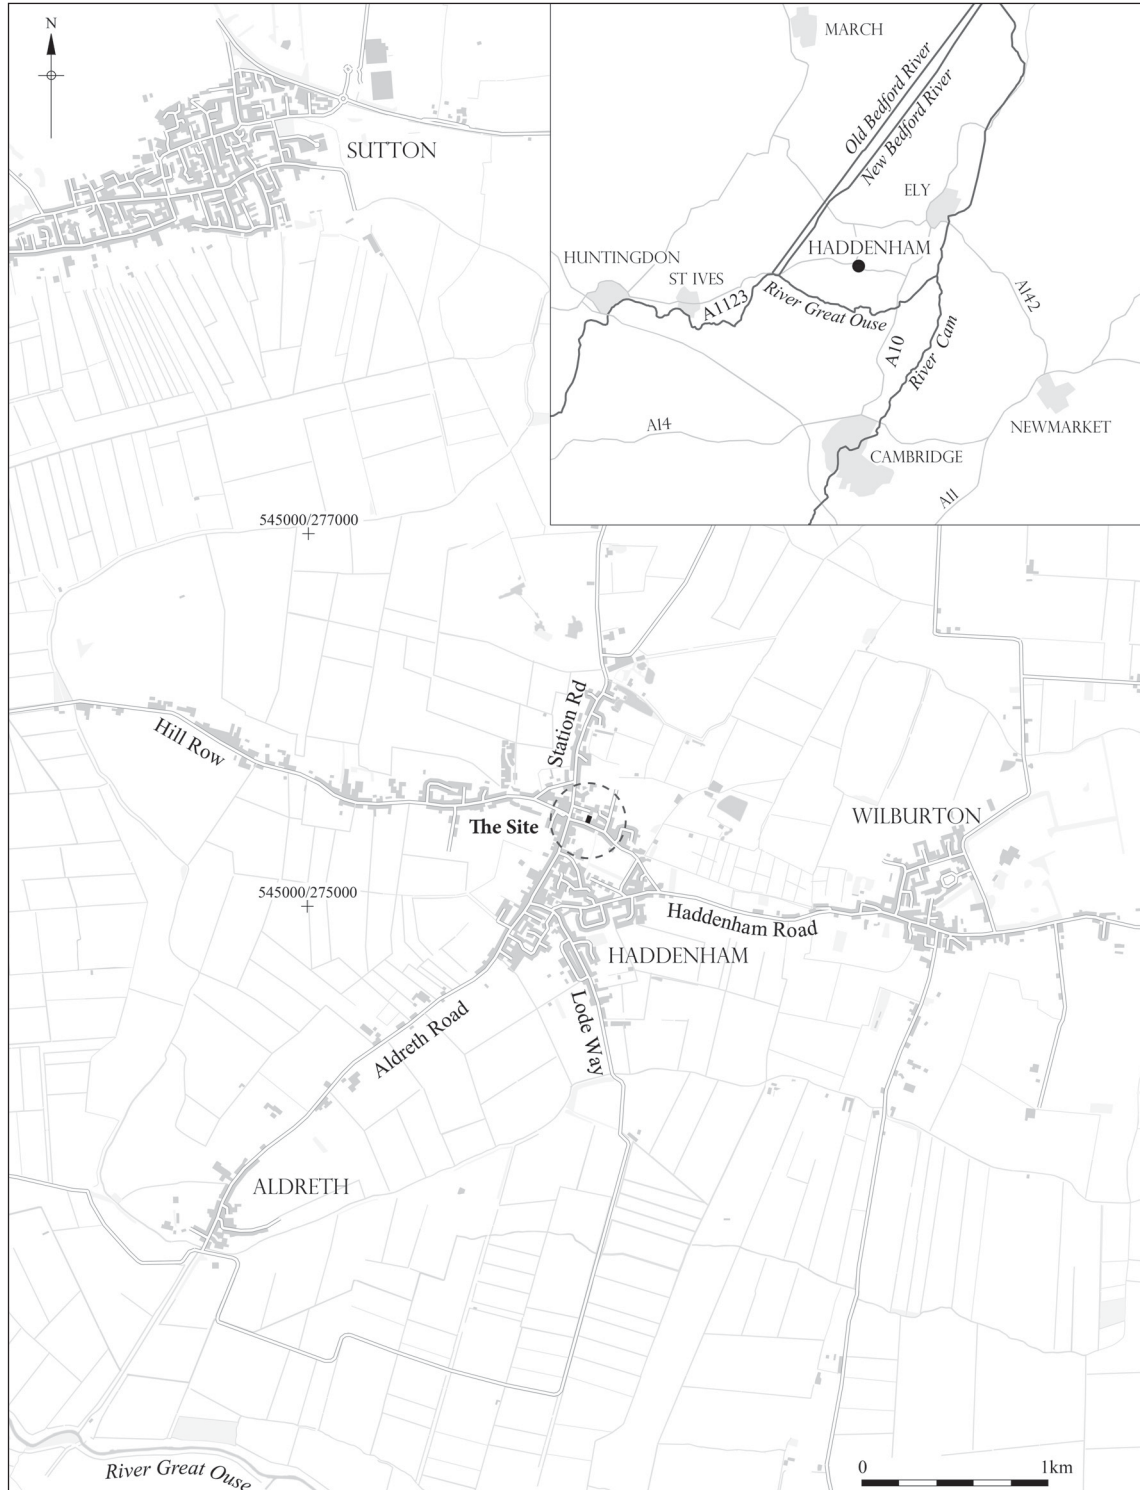 N
SUTTON
MARCH
Old Bedford River
New Bedford River
ELY
HADDENHAM
HUNTINGDON
ST IVES
A1123
River Great Ouse
A142
A10
River Cam
A14
NEWMARKET
CAMBRIDGE
A11
545000/277000
Station Rd
Hill Row
The Site
WILBURTON
545000/275000
Haddenham Road
HADDENHAM
Lode Way
Aldreth Road
ALDRETH
River Great Ouse
0 1km